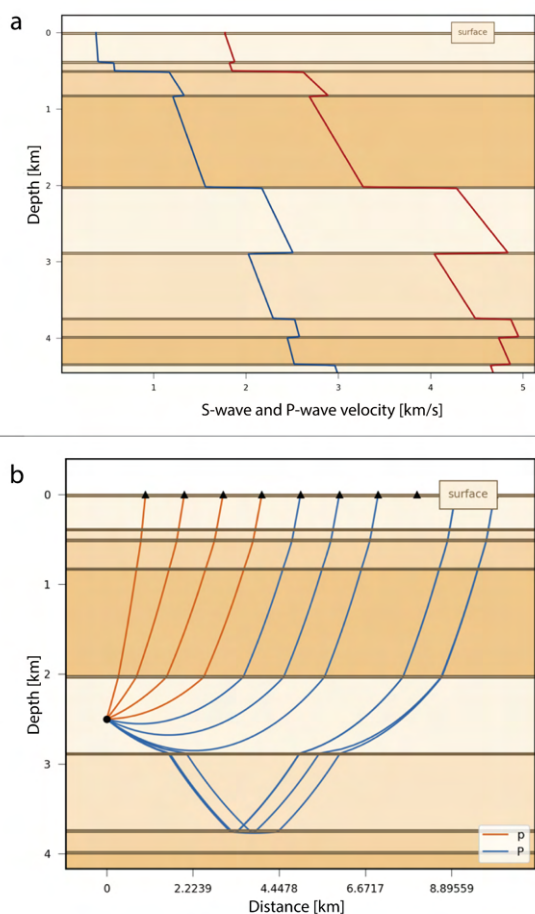 a
surface
0
1
2
3
4
Depth [km]
1 2 3 4 5
S-wave and P-wave velocity [km/s]
b
surface
0
1
2
3
4
Depth [km]
p
P
0 2.2239 4.4478 6.6717 8.89559
Distance [km]